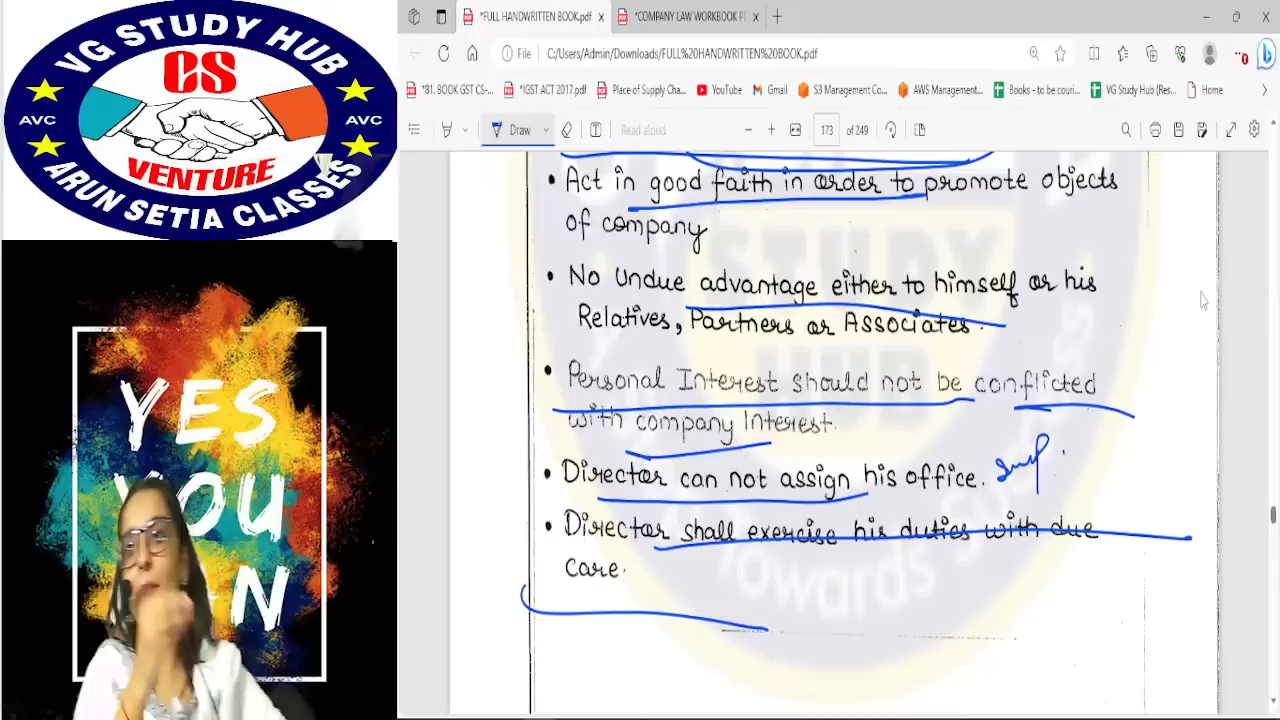 VG STUDY HUB
CS
AVC
AVC
VENTURE
ARUN SETIA CLASSES
YES
YOU
N
*FULL HANDWRITTEN BOOK.pdf
*COMPANY LAW WORKBOOK P
File
C:/Users/Admin/Downloads/FULL%20HANDWRITTEN%20BOOK.pdf
*81. BOOK GST CS-...
*IGST ACT 2017.pdf
Place or Supply Cha...
YouTube
Gmail
S3 Management Co...
AWS Management...
Books - to be couri...
VG Study Hub (Res...
Home
Draw
Read aloud
173
of 249
• Act in good faith in order to promote objects
of company
• No Undue advantage either to himself or his
Relatives, Partners or Associates.
• Personal Interest should not be conflicted
with company Interest.
• Director can not assign his office.
• Director shall exercise his duties with due
care.
STUDY
HUB